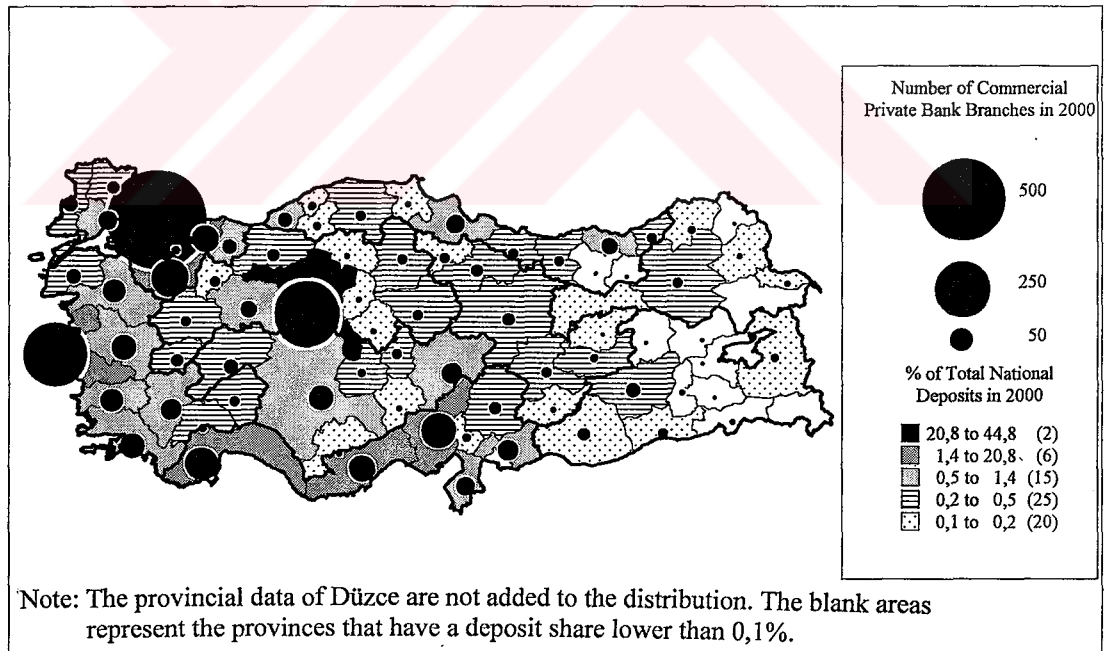 Number of Commercial
Private Bank Branches in 2000
500
250
50
% of Total National
Deposits in 2000
20,8 to 44,8 (2)
1,4 to 20,8 (6)
0,5 to 1,4 (15)
0,2 to 0,5 (25)
0,1 to 0,2 (20)
Note: The provincial data of Düzce are not added to the distribution. The blank areas
represent the provinces that have a deposit share lower than 0,1%.